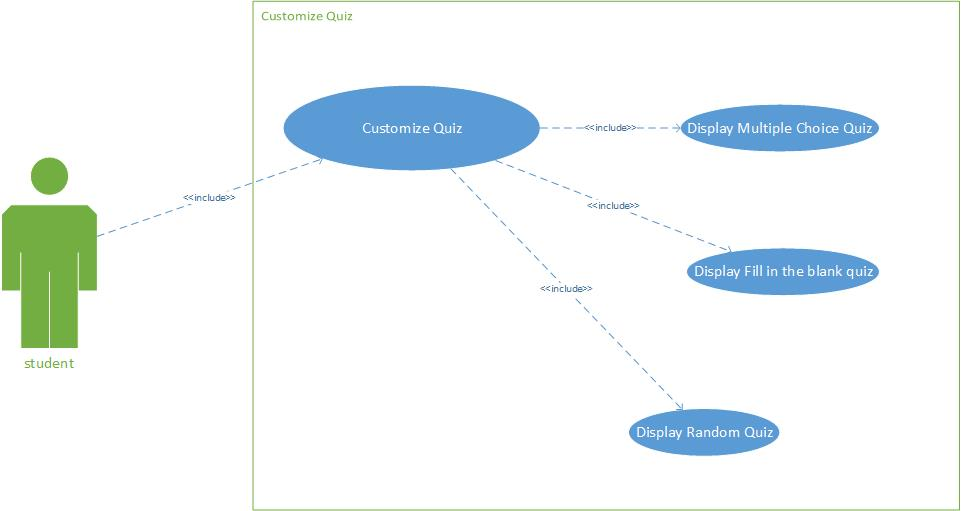 Customize Quiz
Customize Quiz
<<include>>
Display Multiple Choice Quiz
<<include>>
<<include>>
Display Fill in the blank quiz
<<include>>
student
Display Random Quiz